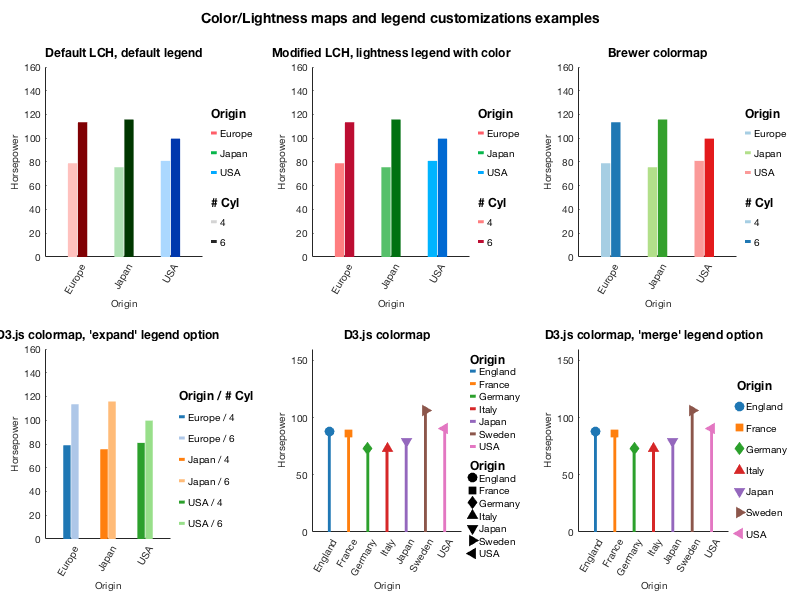 Color/Lightness maps and legend customizations examples
Default LCH, default legend
160
140
120
100
80
60
40
20
0
Horsepower
Europe
Japan
USA
Origin
Origin
Europe
Japan
USA
# Cyl
4
6
Modified LCH, lightness legend with color
160
140
120
100
80
60
40
20
0
Horsepower
Europe
Japan
USA
Origin
Origin
Europe
Japan
USA
# Cyl
4
6
Brewer colormap
160
140
120
100
80
60
40
20
0
Horsepower
Europe
Japan
USA
Origin
Origin
Europe
Japan
USA
# Cyl
4
6
D3.js colormap, 'expand' legend option
160
140
120
100
80
60
40
20
0
Horsepower
Europe
Japan
USA
Origin
Origin / # Cyl
Europe / 4
Europe / 6
Japan / 4
Japan / 6
USA / 4
USA / 6
D3.js colormap
150
100
50
0
Horsepower
England
France
Germany
Italy
Japan
Sweden
USA
Origin
Origin
England
France
Germany
Italy
Japan
Sweden
USA
Origin
England
France
Germany
Italy
Japan
Sweden
USA
D3.js colormap, 'merge' legend option
150
100
50
0
Horsepower
England
France
Germany
Italy
Japan
Sweden
USA
Origin
Origin
England
France
Germany
Italy
Japan
Sweden
USA